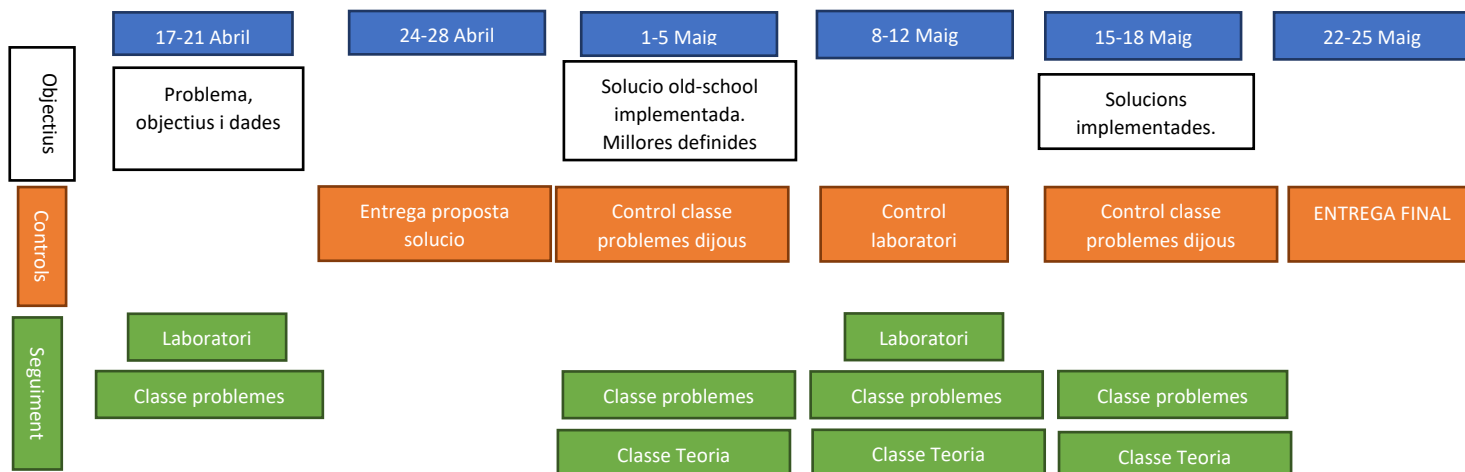 17-21 Abril
24-28 Abril
1-5 Maig
8-12 Maig
15-18 Maig
22-25 Maig
Objectius
Problema,
objectius i dades
Solucio old-school
implementada.
Millores definides
Solucions
implementades.
Controls
Entrega proposta
solucio
Control classe
problemes dijous
Control
laboratori
Control classe
problemes dijous
ENTREGA FINAL
Seguiment
Laboratori
Laboratori
Classe problemes
Classe problemes
Classe problemes
Classe problemes
Classe Teoria
Classe Teoria
Classe Teoria